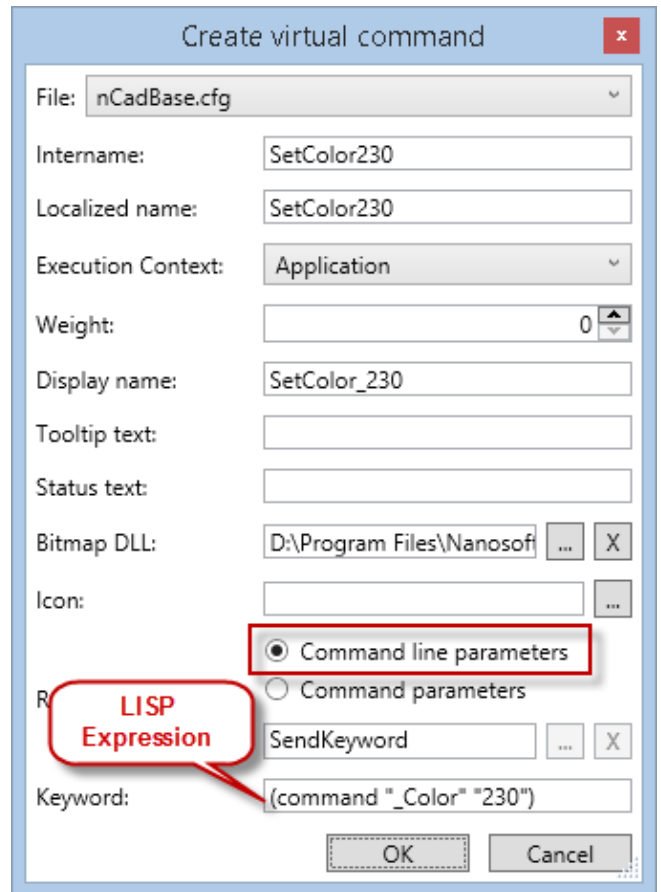 Create virtual command
x
File: nCadBase.cfg
Intername: SetColor230
Localized name: SetColor230
Execution Context: Application
Weight: 0
Display name: SetColor_230
Tooltip text:
Status text:
Bitmap DLL: D:\Program Files\Nanosoft ... X
Icon: ...
Command line parameters
R
Command parameters
LISP
Expression
SendKeyword ... X
Keyword: (command "_Color" "230")
OK Cancel